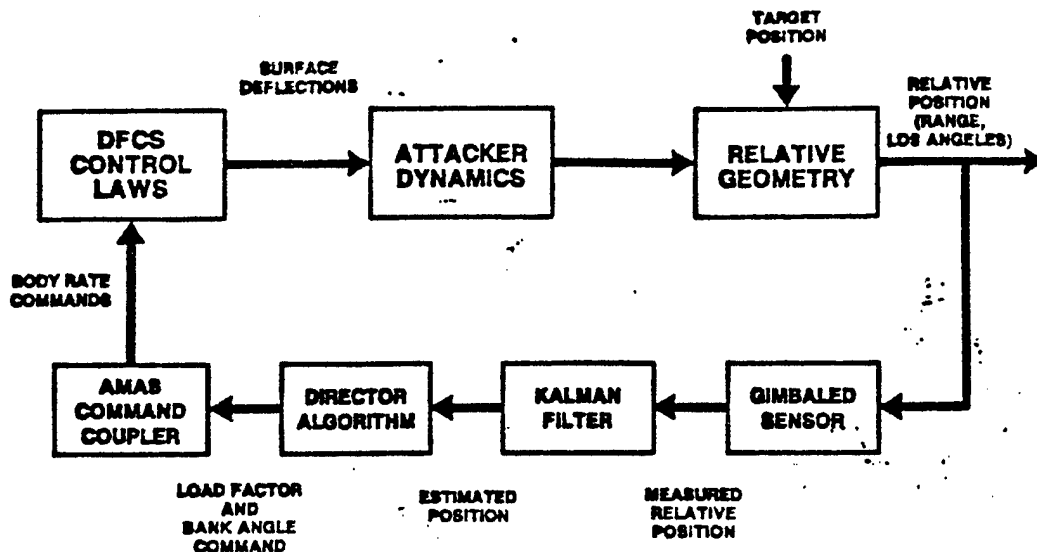 TARGET
POSITION
SURFACE
DEFLECTIONS
RELATIVE
POSITION
(RANGE,
LOS ANGELES)
DFCS
CONTROL
LAWS
ATTACKER
DYNAMICS
RELATIVE
GEOMETRY
BODY RATE
COMMANDS
AMAS
COMMAND
COUPLER
DIRECTOR
ALGORITHM
KALMAN
FILTER
GIMBALED
SENSOR
LOAD FACTOR
AND
BANK ANGLE
COMMAND
ESTIMATED
POSITION
MEASURED
RELATIVE
POSITION